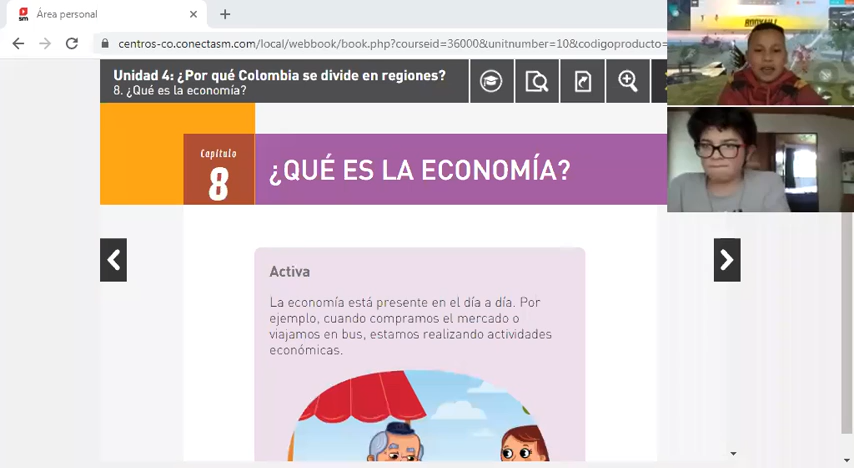 Área personal
centros-co.conectasm.com/local/webbook/book.php?courseid=36000&unitnumber=10&codigoproducto=
Unidad 4: ¿Por qué Colombia se divide en regiones?
8. ¿Qué es la economía?
Capítulo
8
¿QUÉ ES LA ECONOMÍA?
Activa
La economía está presente en el día a día. Por
ejemplo, cuando compramos el mercado o
viajamos en bus, estamos realizando actividades
económicas.
sm